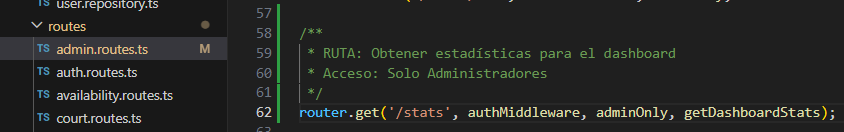 user.repository.ts
routes
TS admin.routes.ts M
TS auth.routes.ts
TS availability.routes.ts
TS court.routes.ts
57
58 /**
59 * RUTA: Obtener estadísticas para el dashboard
60 * Acceso: Solo Administradores
61 */
62 router.get('/stats', authMiddleware, adminOnly, getDashboardStats);